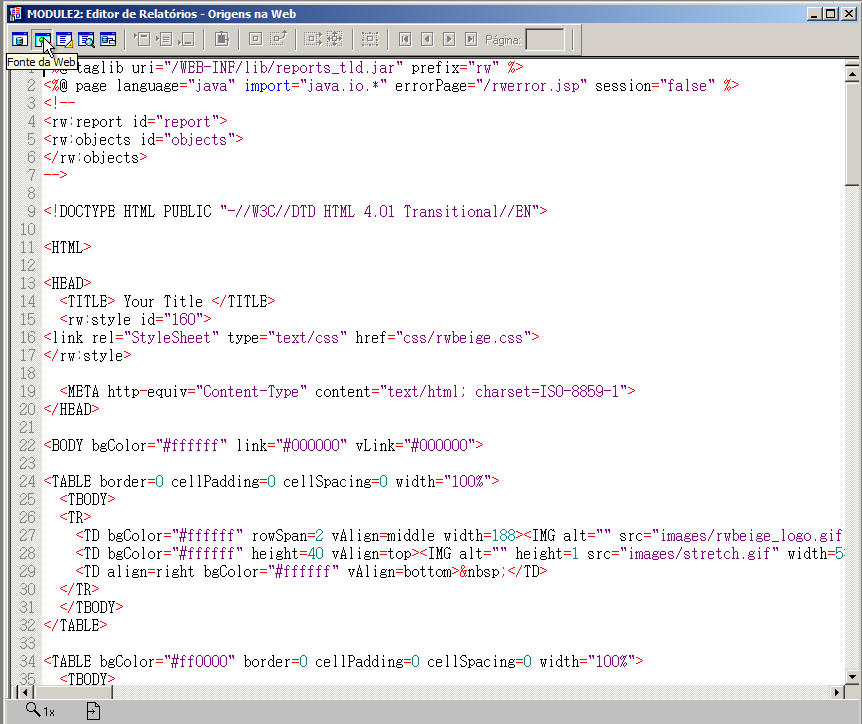 MODULE2: Editor de Relatórios - Origens na Web
Página:
Fonte da Web
1 <%@ taglib uri="/WEB-INF/lib/reports_tld.jar" prefix="rw" %>
2 <%@ page language="java" import="java.io.*" errorPage="/rwerror.jsp" session="false" %>
3 <!--
4 <rw:report id="report">
5 <rw:objects id="objects">
6 </rw:objects>
7 -->
8
9 <!DOCTYPE HTML PUBLIC "-//W3C//DTD HTML 4.01 Transitional//EN">
10
11 <HTML>
12
13 <HEAD>
14   <TITLE> Your Title </TITLE>
15   <rw:style id="160">
16 <link rel="StyleSheet" type="text/css" href="css/rwbeige.css">
17 </rw:style>
18
19   <META http-equiv="Content-Type" content="text/html; charset=ISO-8859-1">
20 </HEAD>
21
22 <BODY bgColor="#ffffff" link="#000000" vLink="#000000">
23
24 <TABLE border=0 cellPadding=0 cellSpacing=0 width="100%">
25   <TBODY>
26   <TR>
27     <TD bgColor="#ffffff" rowSpan=2 vAlign=middle width=188><IMG alt="" src="images/rwbeige_logo.gif
28     <TD bgColor="#ffffff" height=40 vAlign=top><IMG alt="" height=1 src="images/stretch.gif" width=5
29     <TD align=right bgColor="#ffffff" vAlign=bottom>&nbsp;</TD>
30   </TR>
31   </TBODY>
32 </TABLE>
33
34 <TABLE bgColor="#ff0000" border=0 cellPadding=0 cellSpacing=0 width="100%">
35   <TBODY>
1x